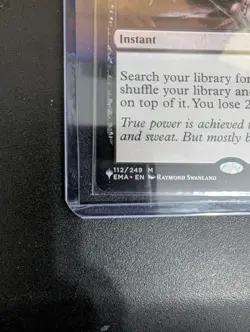 Instant
Search your library for
shuffle your library and
on top of it. You lose 2
True power is achieved
and sweat. But mostly
112/249 M
EMA • EN RAYMOND SWANLAND